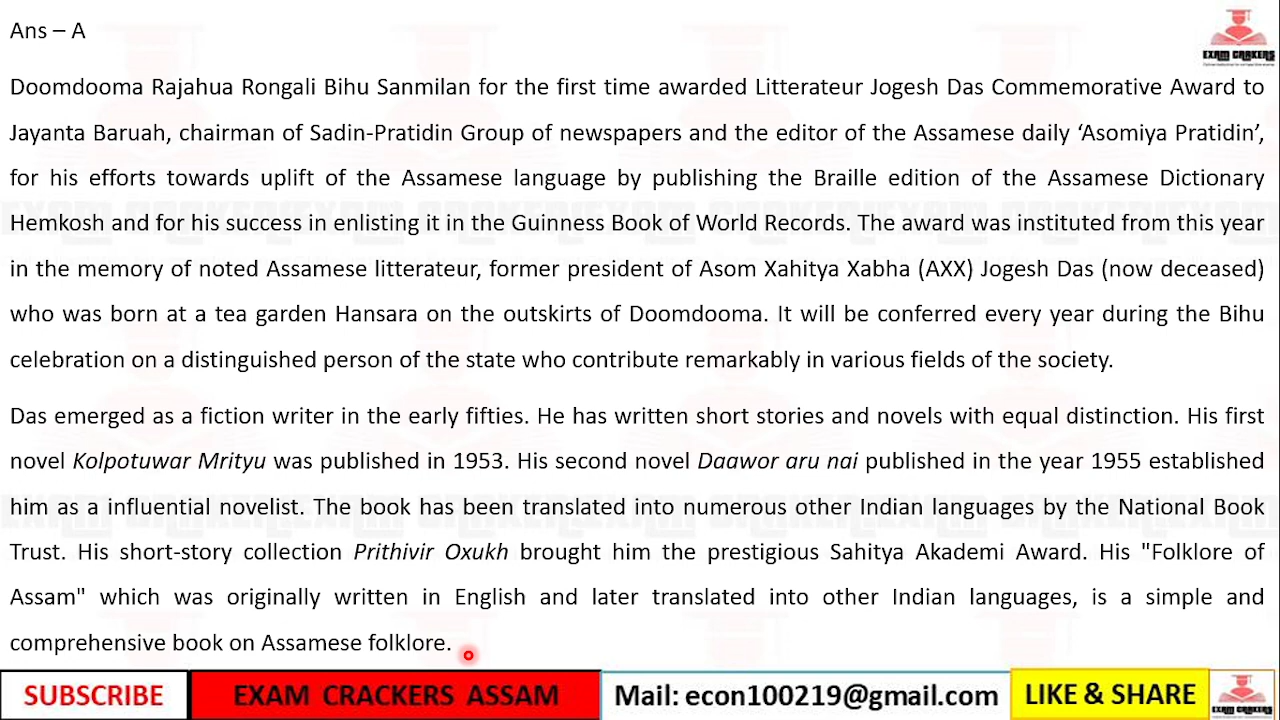 Ans – A
EXAM CRAKERS
Doomdooma Rajahua Rongali Bihu Sanmilan for the first time awarded Litterateur Jogesh Das Commemorative Award to
Jayanta Baruah, chairman of Sadin-Pratidin Group of newspapers and the editor of the Assamese daily ‘Asomiya Pratidin’,
for his efforts towards uplift of the Assamese language by publishing the Braille edition of the Assamese Dictionary
Hemkosh and for his success in enlisting it in the Guinness Book of World Records. The award was instituted from this year
in the memory of noted Assamese litterateur, former president of Asom Xahitya Xabha (AXX) Jogesh Das (now deceased)
who was born at a tea garden Hansara on the outskirts of Doomdooma. It will be conferred every year during the Bihu
celebration on a distinguished person of the state who contribute remarkably in various fields of the society.
Das emerged as a fiction writer in the early fifties. He has written short stories and novels with equal distinction. His first
novel Kolpotuwar Mrityu was published in 1953. His second novel Daawor aru nai published in the year 1955 established
him as a influential novelist. The book has been translated into numerous other Indian languages by the National Book
Trust. His short-story collection Prithivir Oxukh brought him the prestigious Sahitya Akademi Award. His "Folklore of
Assam" which was originally written in English and later translated into other Indian languages, is a simple and
comprehensive book on Assamese folklore.
SUBSCRIBE EXAM CRACKERS ASSAM Mail: econ100219@gmail.com LIKE & SHARE
EXAM CRAKERS